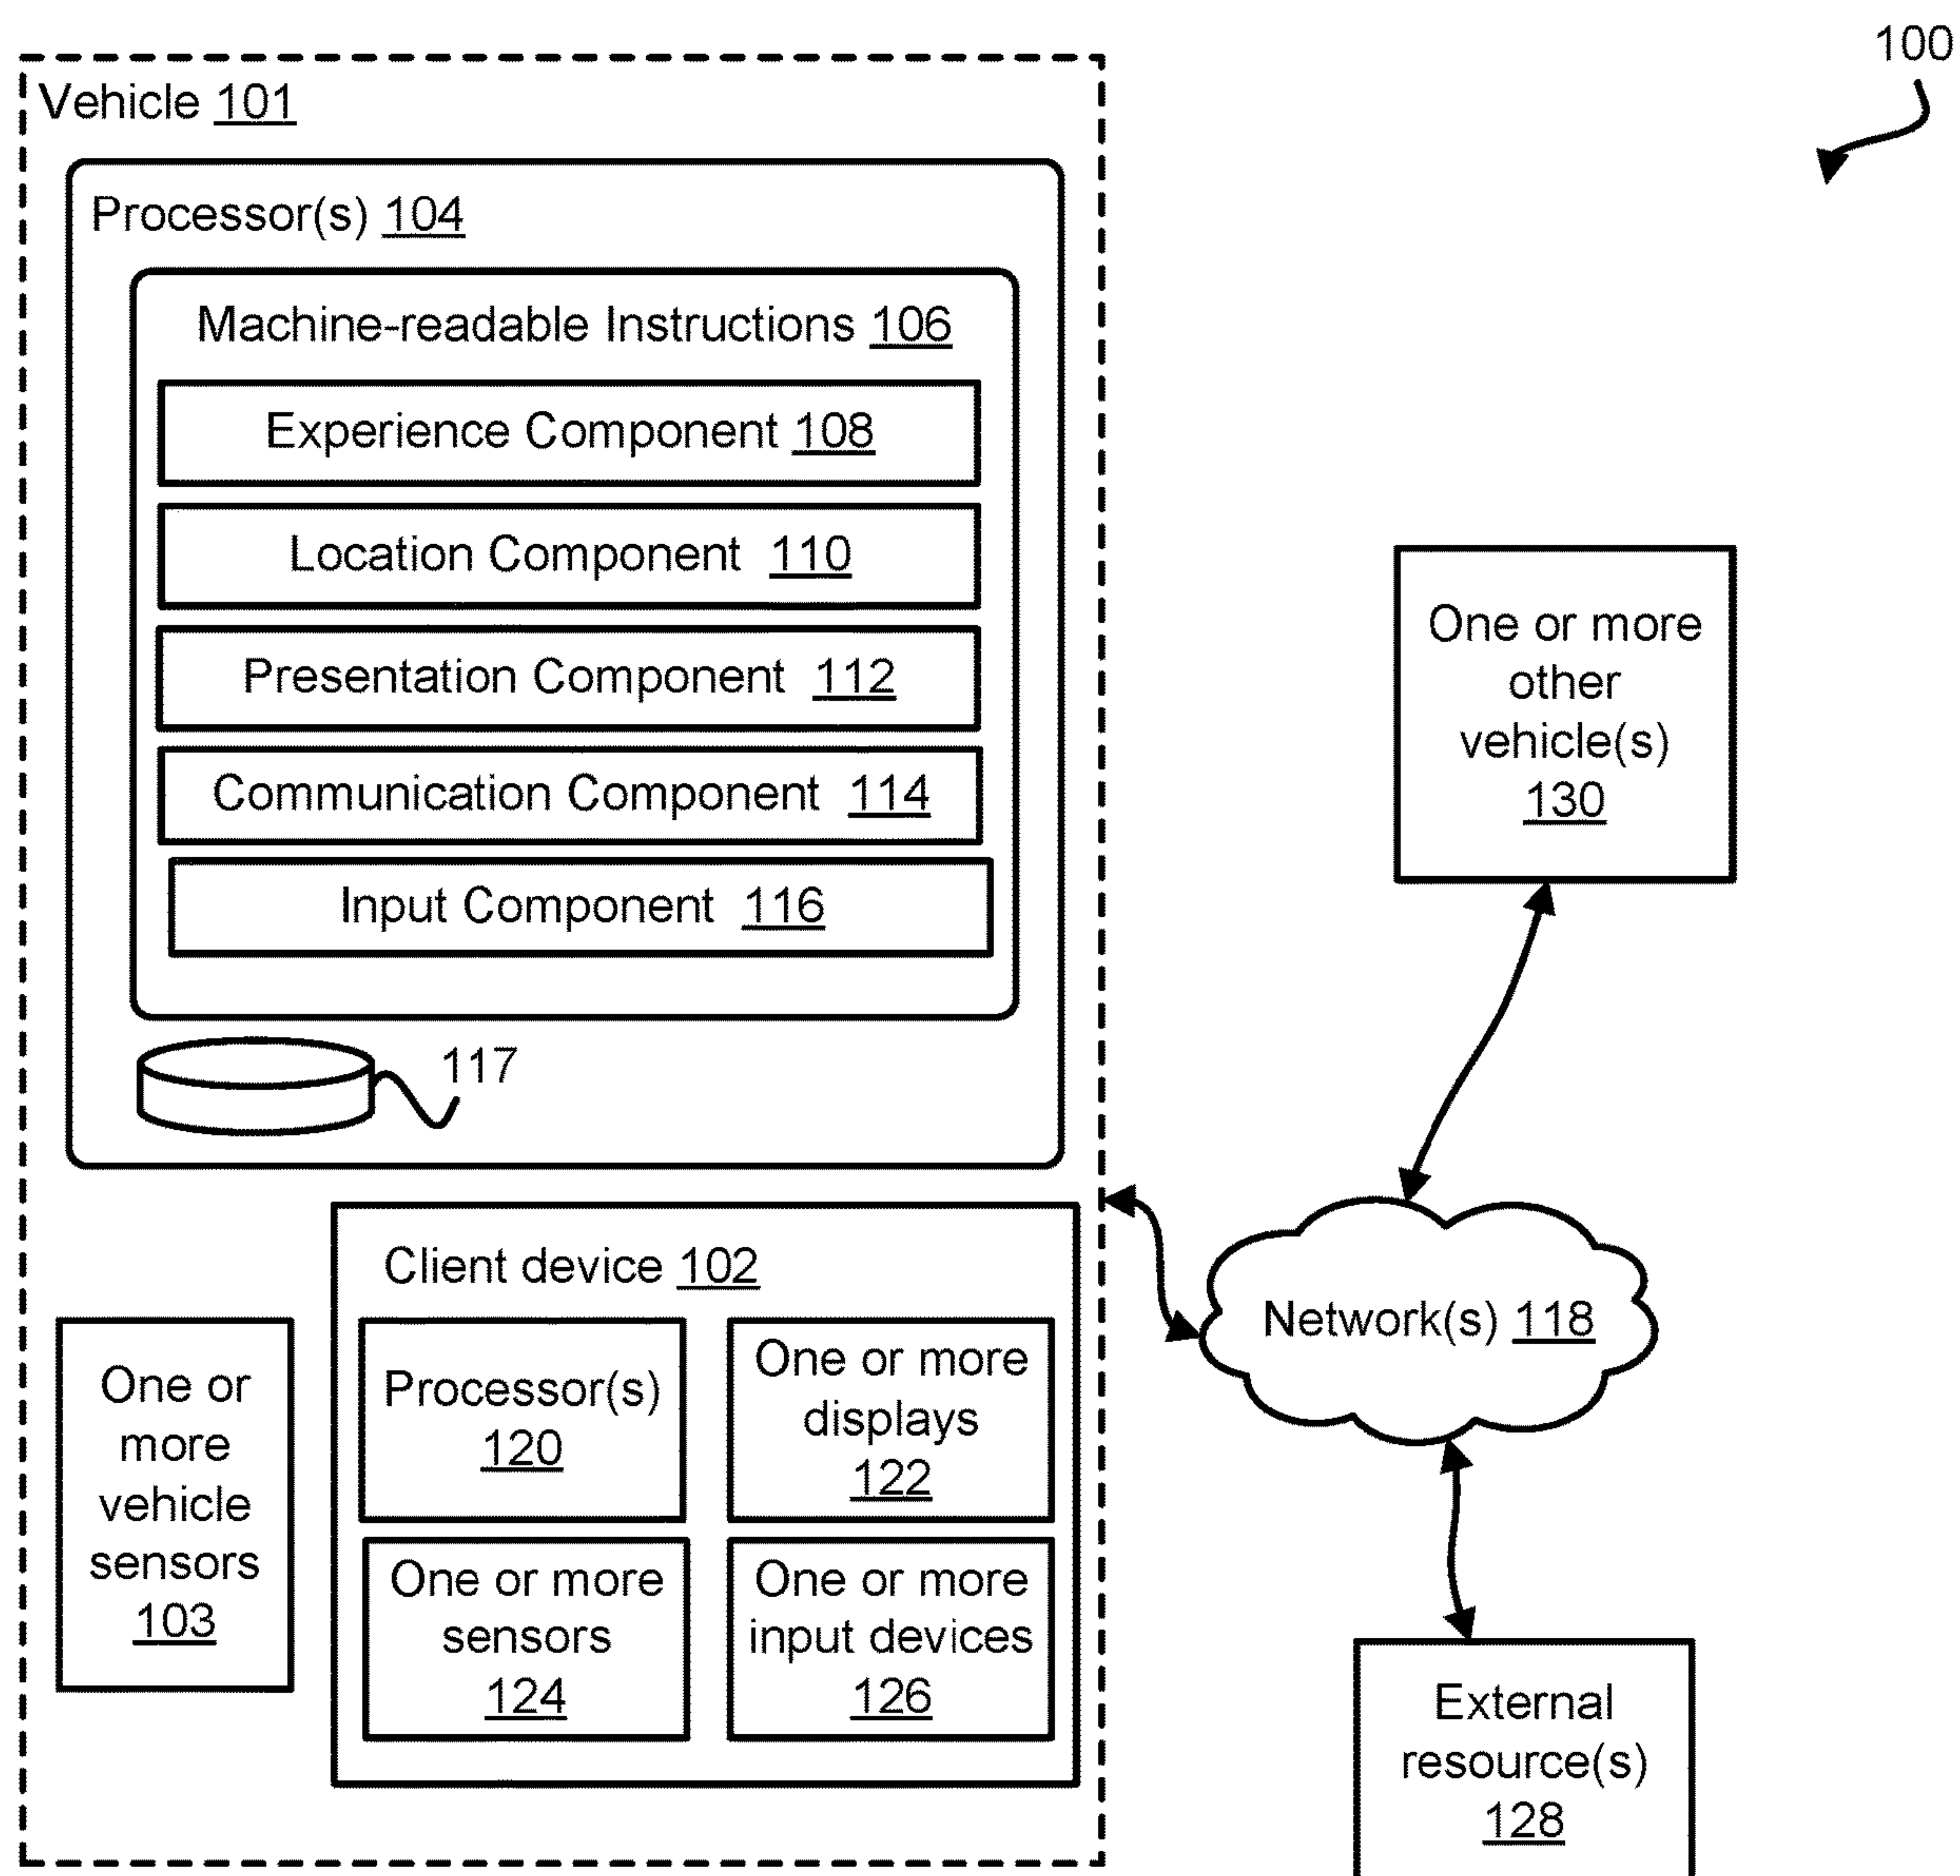 100
Vehicle 101
Processor(s) 104
Machine-readable Instructions 106
Experience Component 108
Location Component 110
Presentation Component 112
Communication Component 114
Input Component 116
117
One or more
other
vehicle(s)
130
Client device 102
One or
more
vehicle
sensors
103
Processor(s)
120
One or more
displays
122
One or more
sensors
124
One or more
input devices
126
Network(s) 118
External
resource(s)
128